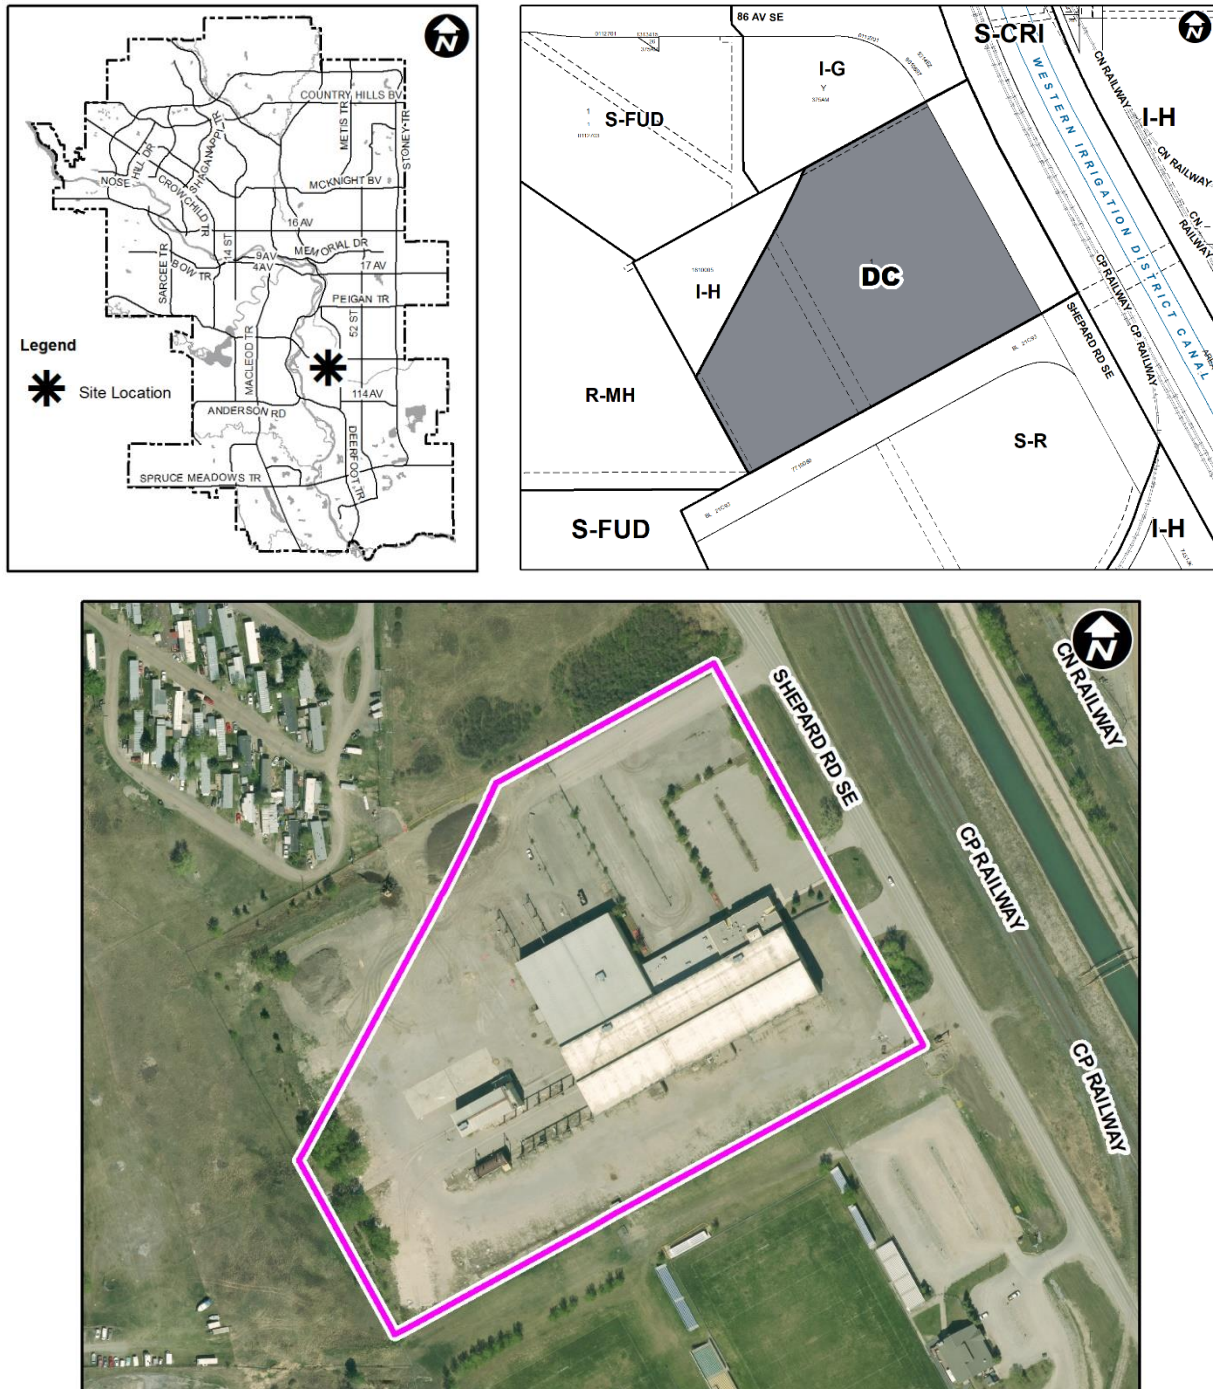 N
COUNTRY HILLS BV
METIS TR
STONEY TR
SHAGANAPPI TR
NOSE HILL DR
CROWCHILD TR
MCKNIGHT BV
16 AV
14 ST
MEMORIAL DR
9AV
4AV
17 AV
SARCEE TR
BOW TR
PEIGAN TR
52 ST
MACLEOD TR
Legend
Site Location
114AV
ANDERSON RD
DEERFOOT TR
SPRUCE MEADOWS TR
86 AV SE
S-CRI
N
CN RAILWAY
I-H
I-G
S-FUD
WESTERN IRRIGATION DISTRICT CANAL
CN RAILWAY
CN RAILWAY
DC
I-H
CP RAILWAY
CP RAILWAY
SHEPARD RD SE
R-MH
S-R
S-FUD
I-H
N
CN RAILWAY
SHEPARD RD SE
CP RAILWAY
CP RAILWAY